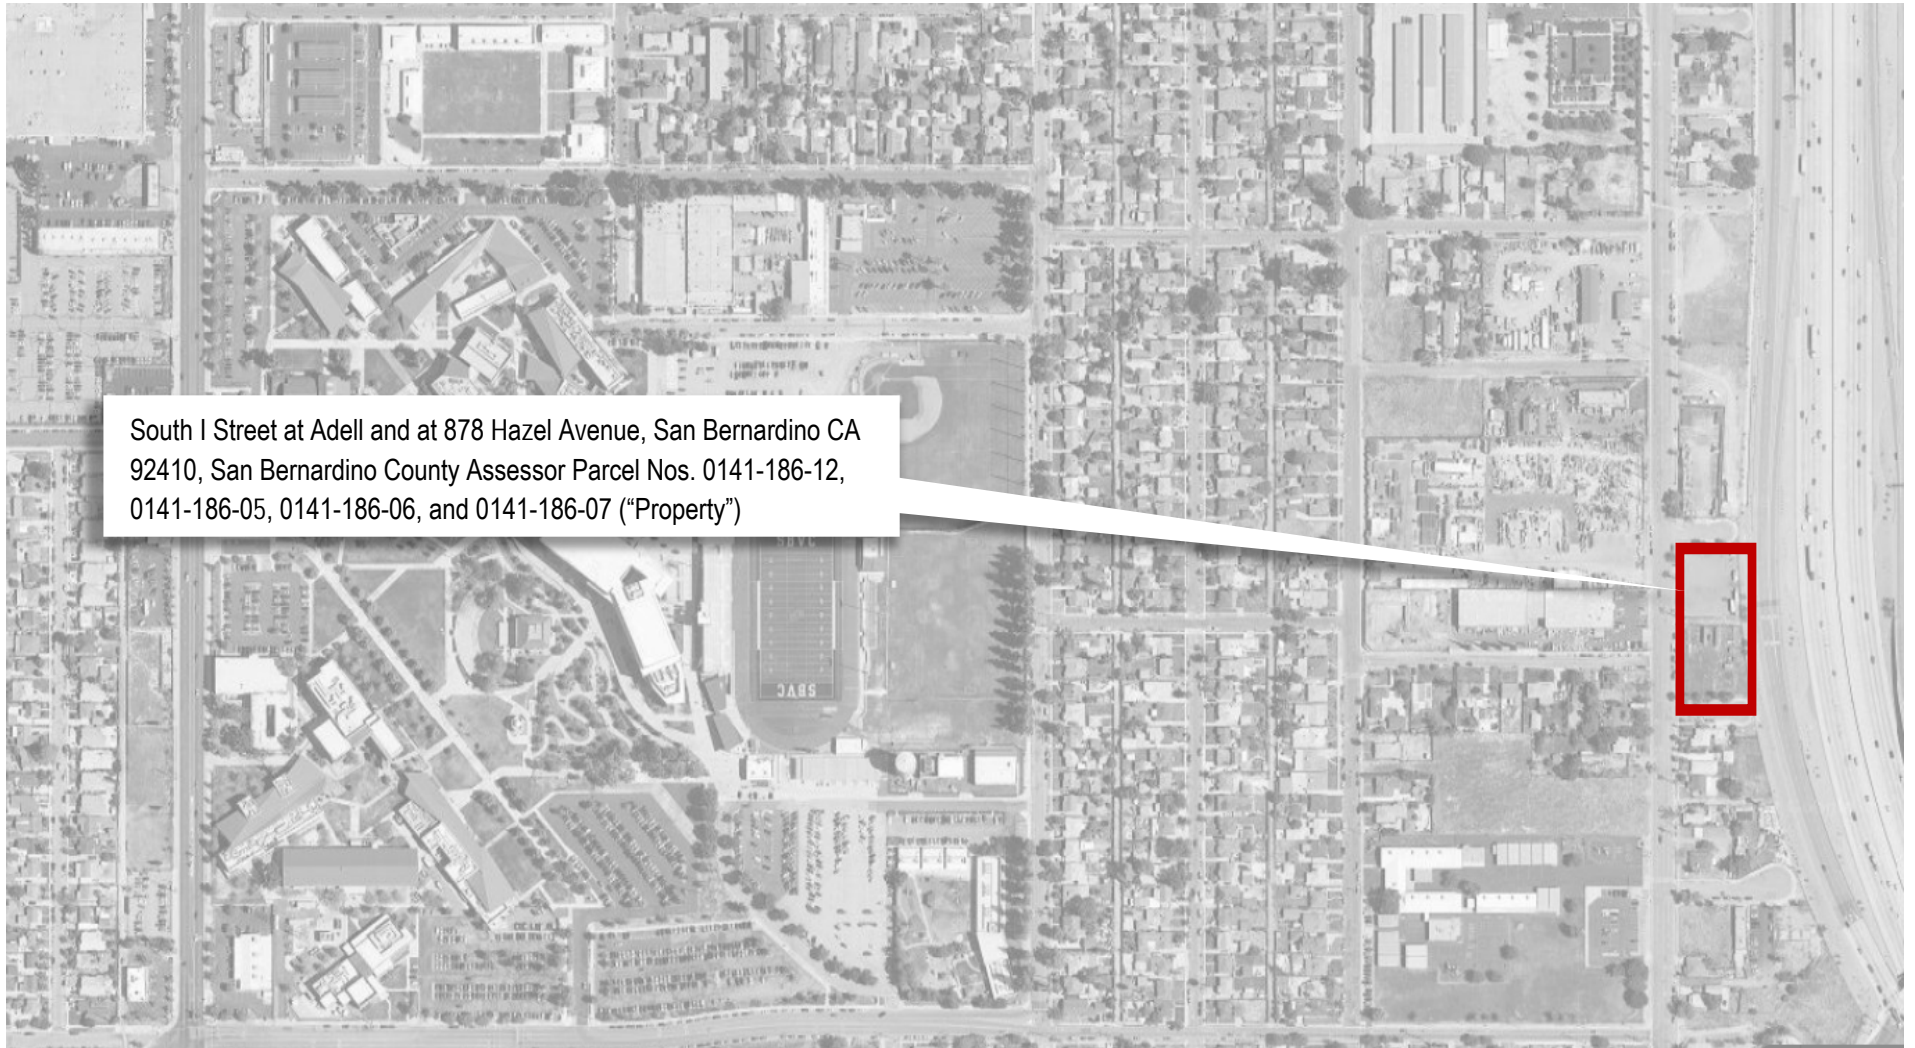 South I Street at Adell and at 878 Hazel Avenue, San Bernardino CA
92410, San Bernardino County Assessor Parcel Nos. 0141-186-12,
0141-186-05, 0141-186-06, and 0141-186-07 (“Property”)
SBVC